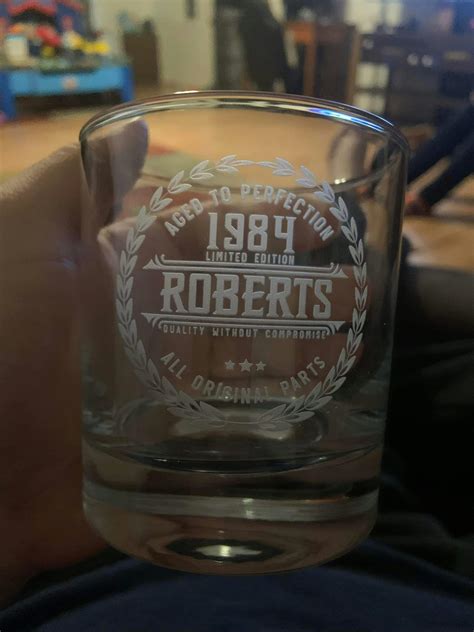 AGED TO PERFECTION
1984
LIMITED EDITION
ROBERTS
QUALITY WITHOUT COMPROMISE
ALL ORIGINAL PARTS